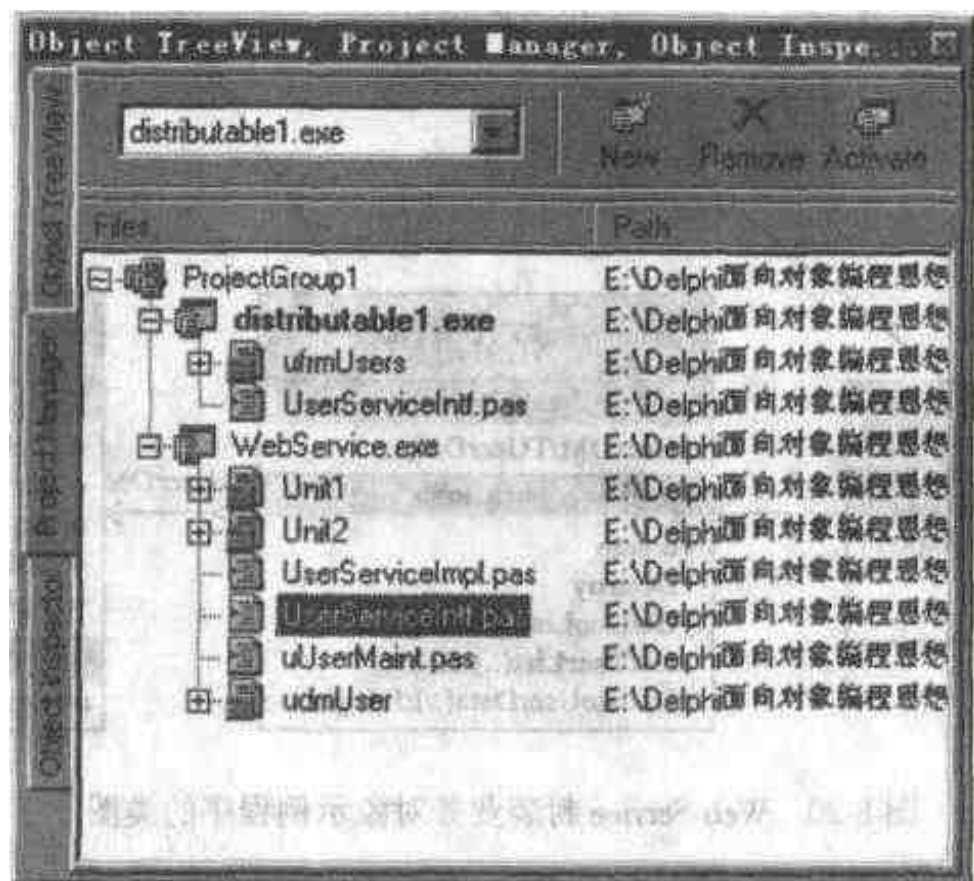 Object TreeView, Project Manager, Object Inspe...
Object TreeView
Project Manager
Object Inspector
distributable1.exe
New Remove Activate
Files Path
ProjectGroup1 E:\Delphi面向对象编程思想
distributable1.exe E:\Delphi面向对象编程思想
ufrmUsers E:\Delphi面向对象编程思想
UserServiceIntf.pas E:\Delphi面向对象编程思想
WebService.exe E:\Delphi面向对象编程思想
Unit1 E:\Delphi面向对象编程思想
Unit2 E:\Delphi面向对象编程思想
UserServiceImpl.pas E:\Delphi面向对象编程思想
UserServiceIntf.pas E:\Delphi面向对象编程思想
uUserMaint.pas E:\Delphi面向对象编程思想
udmUser E:\Delphi面向对象编程思想